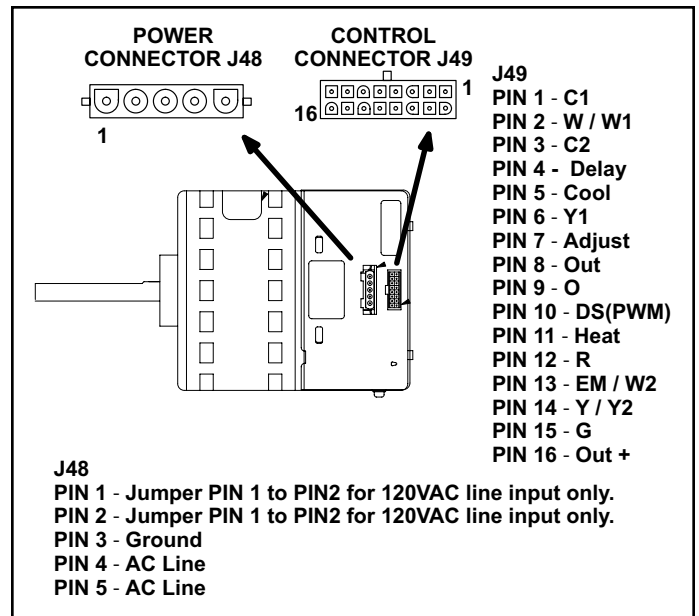 POWER
CONNECTOR J48
CONTROL
CONNECTOR J49
1
16
1
J49
PIN 1 - C1
PIN 2 - W / W1
PIN 3 - C2
PIN 4 - Delay
PIN 5 - Cool
PIN 6 - Y1
PIN 7 - Adjust
PIN 8 - Out
PIN 9 - O
PIN 10 - DS(PWM)
PIN 11 - Heat
PIN 12 - R
PIN 13 - EM / W2
PIN 14 - Y / Y2
PIN 15 - G
PIN 16 - Out +
J48
PIN 1 - Jumper PIN 1 to PIN2 for 120VAC line input only.
PIN 2 - Jumper PIN 1 to PIN2 for 120VAC line input only.
PIN 3 - Ground
PIN 4 - AC Line
PIN 5 - AC Line